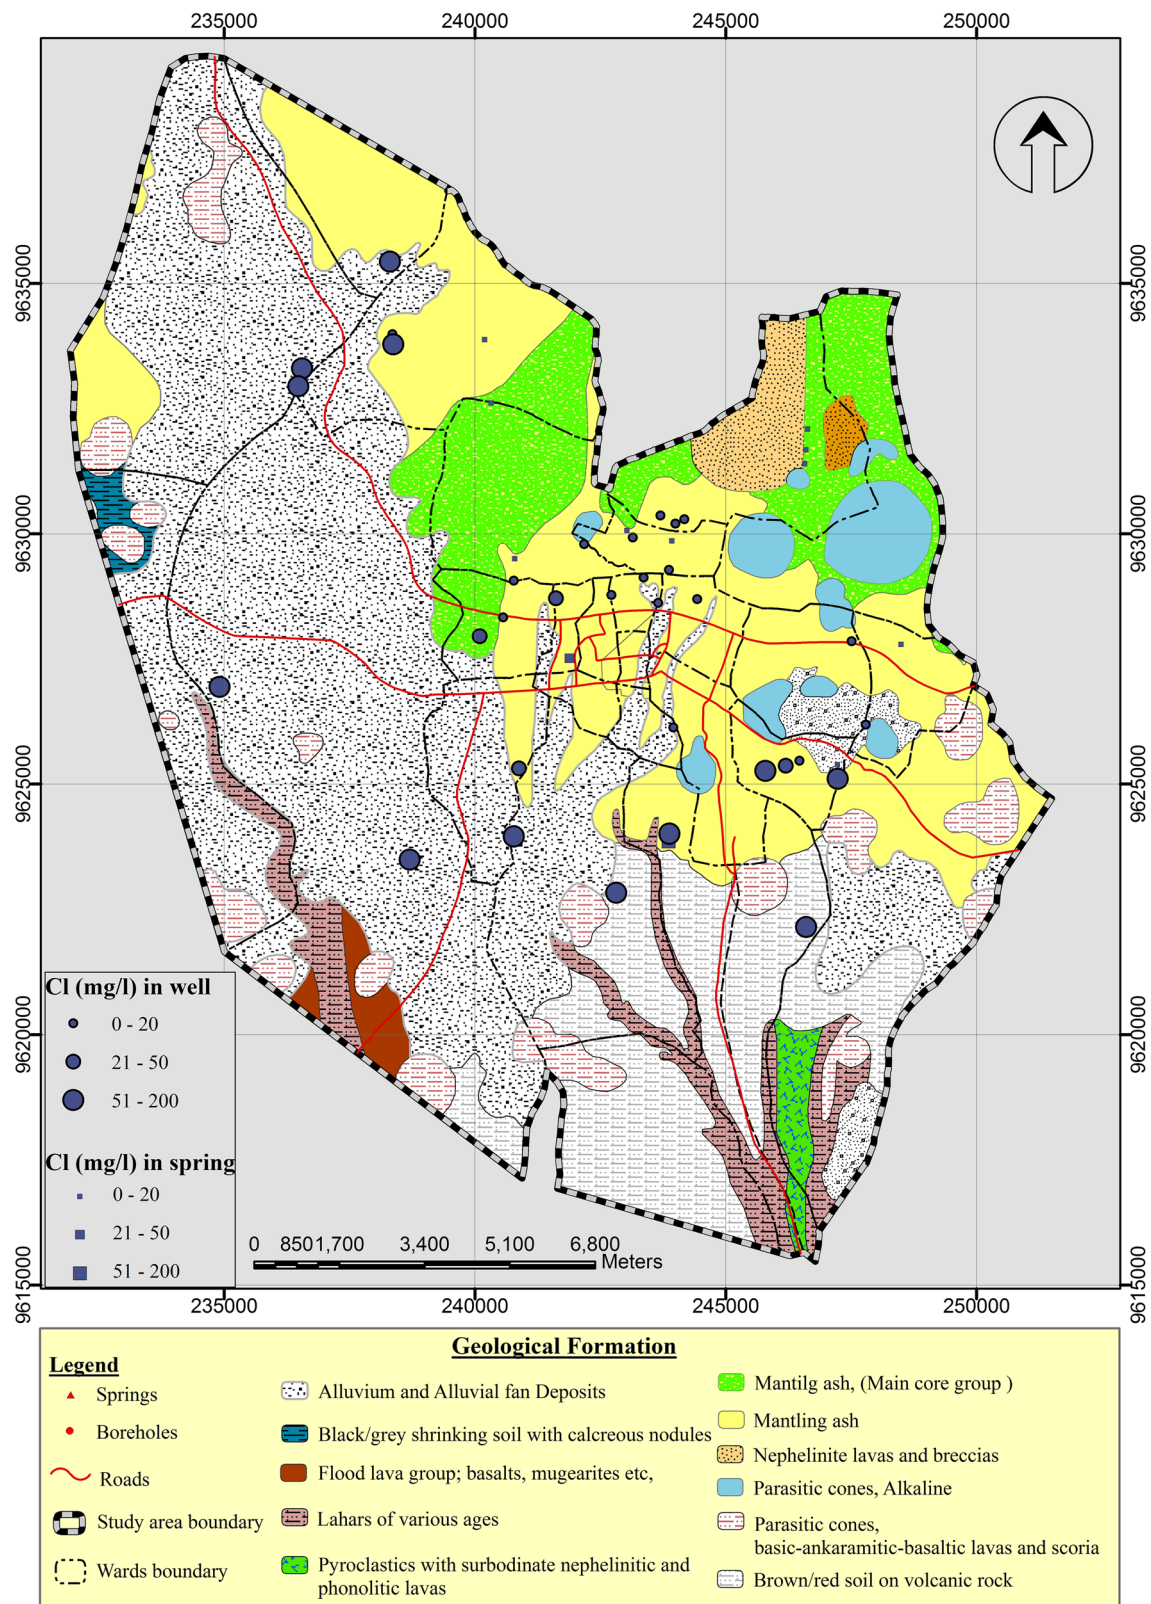 235000 240000 245000 250000
9635000 9635000
9630000 9630000
9625000 9625000
9620000 9620000
9615000 9615000
Cl (mg/l) in well
0 - 20
21 - 50
51 - 200
Cl (mg/l) in spring
0 - 20
21 - 50
51 - 200
0 850 1,700 3,400 5,100 6,800
Meters
235000 240000 245000 250000
Geological Formation
Legend
Springs
Boreholes
Roads
Study area boundary
Wards boundary
Alluvium and Alluvial fan Deposits
Black/grey shrinking soil with calcreous nodules
Flood lava group; basalts, mugearites etc,
Lahars of various ages
Pyroclastics with surbodinate nephelinitic and
phonolitic lavas
Mantilg ash, (Main core group )
Mantling ash
Nephelinite lavas and breccias
Parasitic cones, Alkaline
Parasitic cones,
basic-ankaramitic-basaltic lavas and scoria
Brown/red soil on volcanic rock